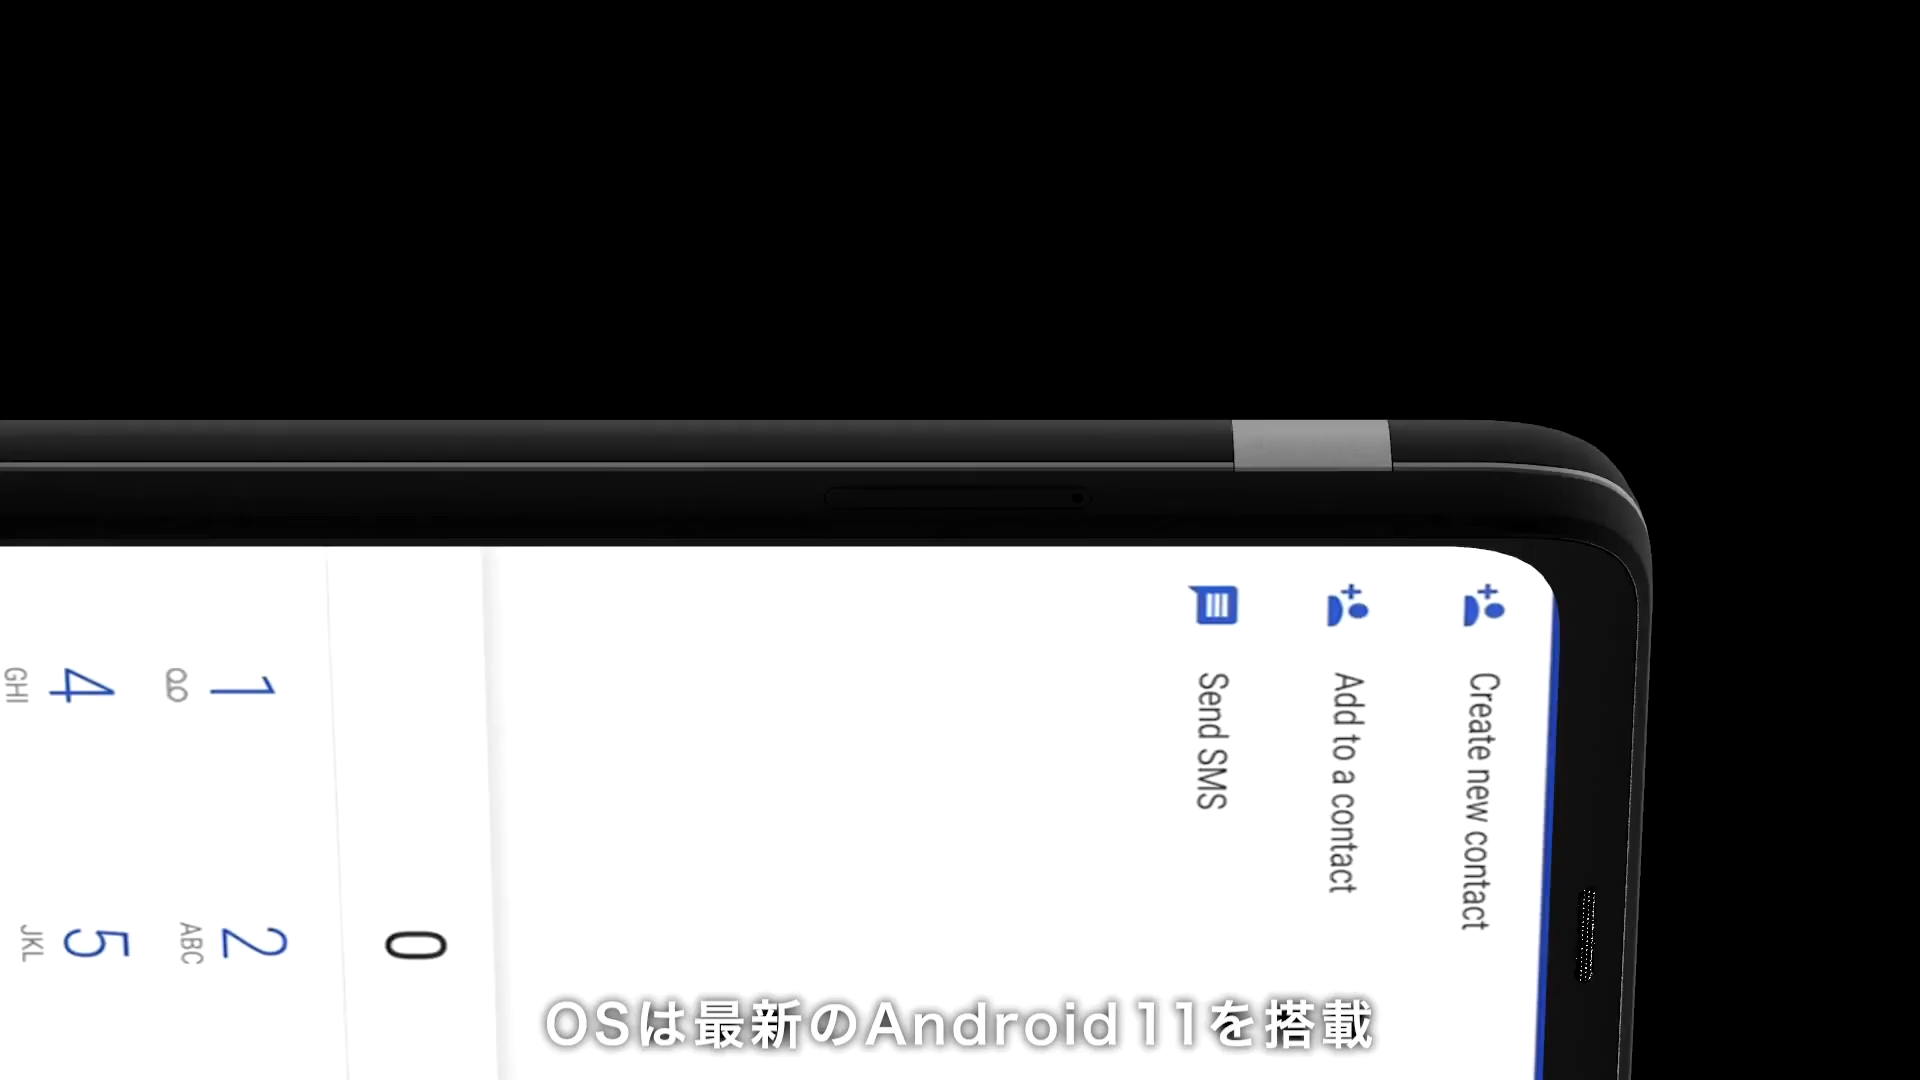 Create new contact
Add to a contact
Send SMS
0
1
2
ABC
4
GHI
5
JKL
OSは最新のAndroid 11を搭載